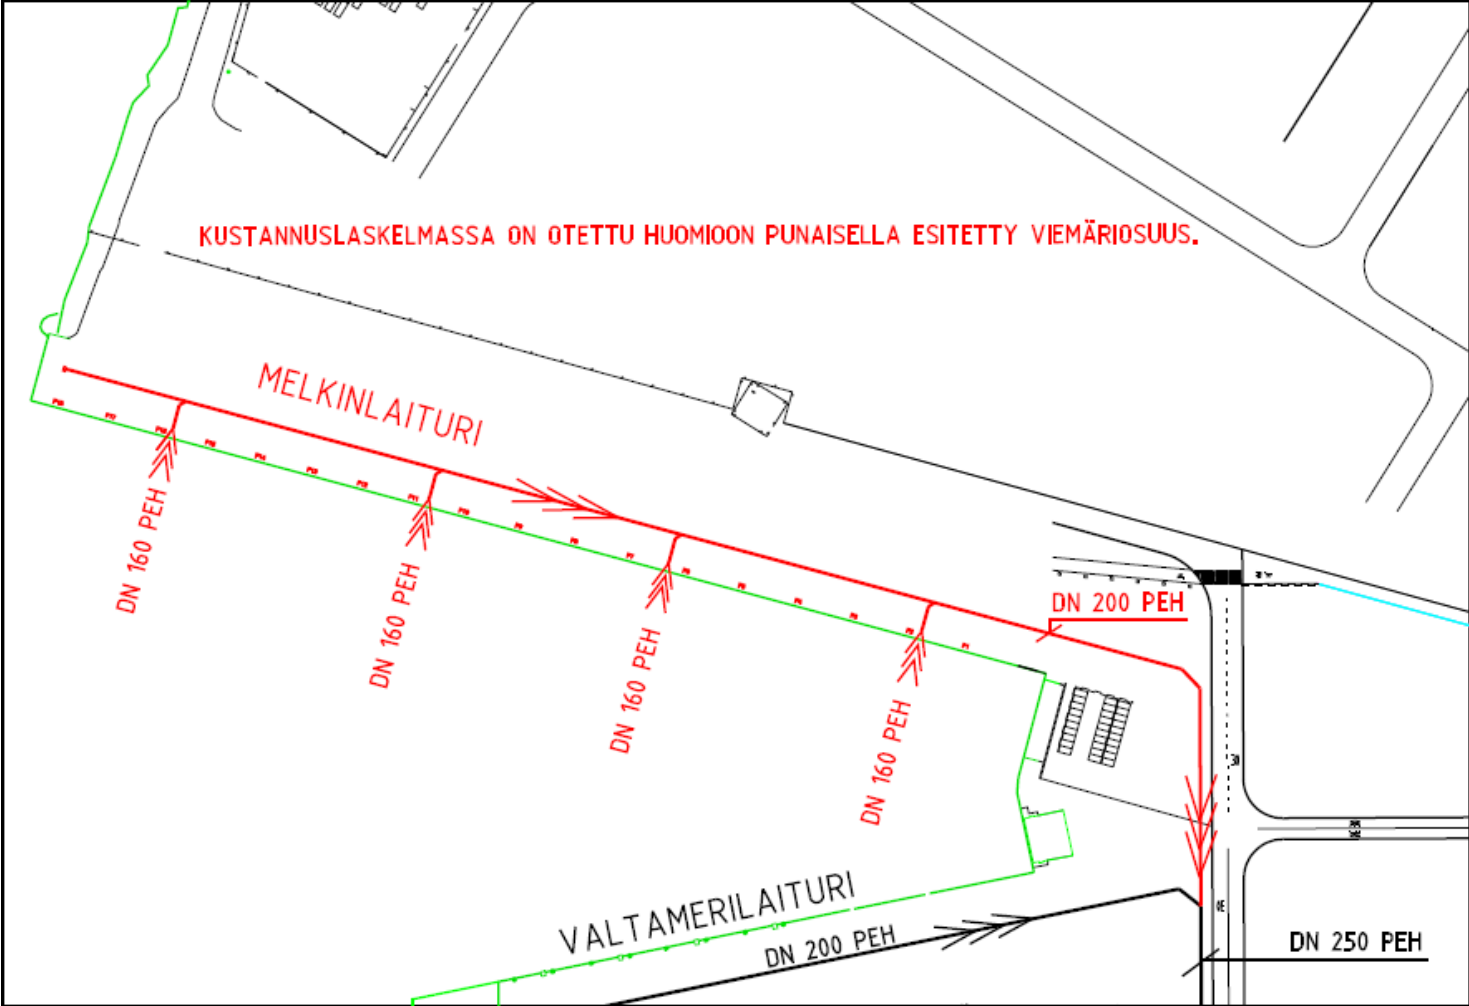 KUSTANNUSLASKELMASSA ON OTETTU HUOMIOON PUNAISELLA ESITETTY VIEMÄRIOSUUS.
MELKINLAITURI
DN 160 PEH
DN 160 PEH
DN 160 PEH
DN 160 PEH
DN 200 PEH
VALTAMERILAITURI
DN 200 PEH
DN 250 PEH